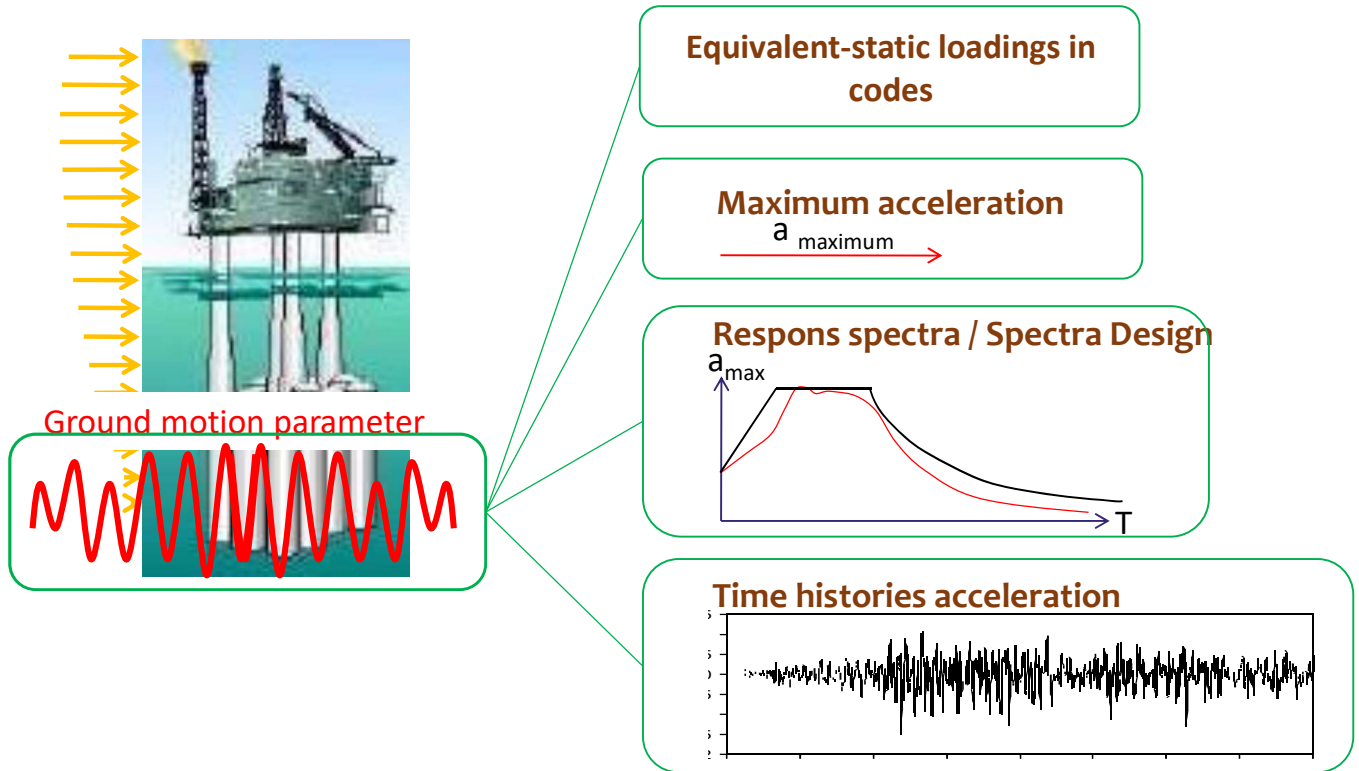 Equivalent-static loadings in
codes
Maximum acceleration
a maximum
Respons spectra / Spectra Design
a max
T
Ground motion parameter
Time histories acceleration